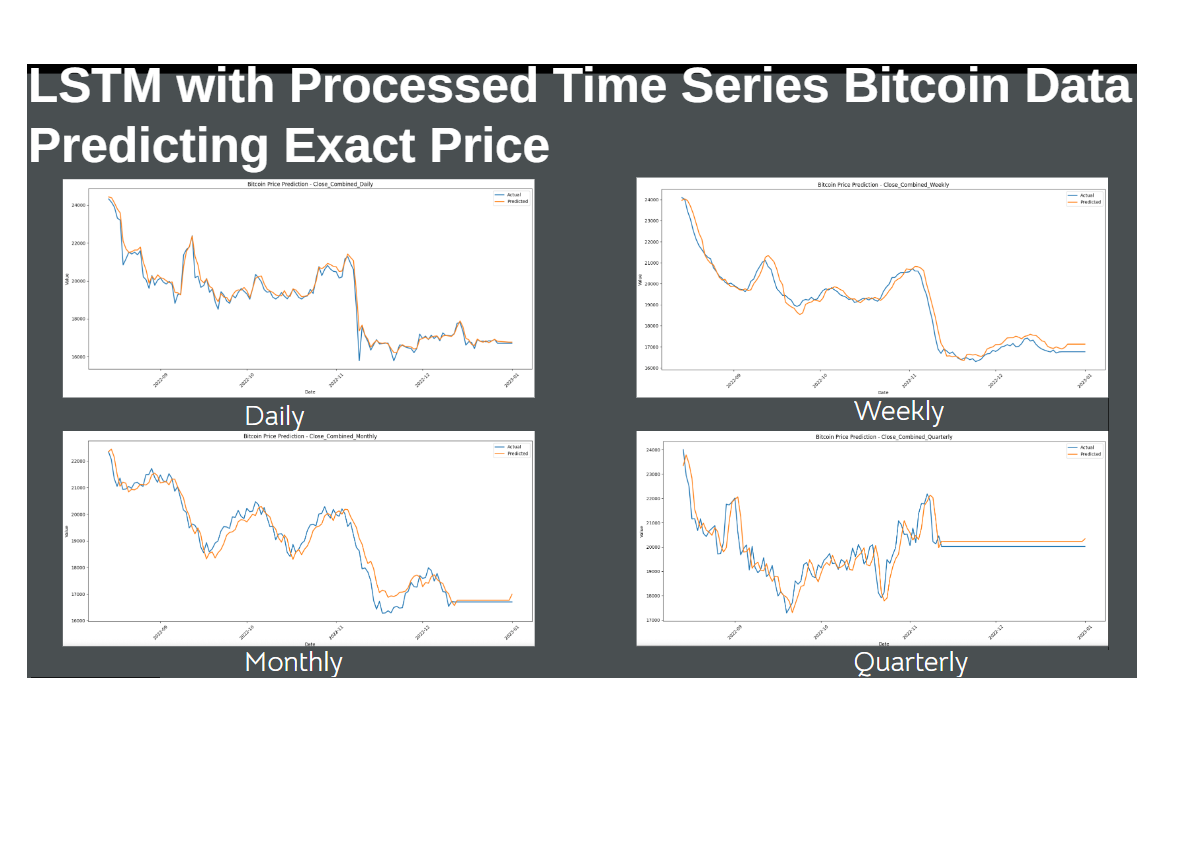 LSTM with Processed Time Series Bitcoin Data
Predicting Exact Price
Bitcoin Price Prediction - Close_Combined_Daily
Actual
Predicted
24000
22000
20000
18000
16000
Value
2022-09
2022-10
2022-11
2022-12
2023-01
Date
Daily
Bitcoin Price Prediction - Close_Combined_Weekly
Actual
Predicted
24000
23000
22000
21000
20000
19000
18000
17000
16000
Value
2022-09
2022-10
2022-11
2022-12
2023-01
Date
Weekly
Bitcoin Price Prediction - Close_Combined_Monthly
Actual
Predicted
22000
21000
20000
19000
18000
17000
16000
Value
2022-09
2022-10
2022-11
2022-12
2023-01
Date
Monthly
Bitcoin Price Prediction - Close_Combined_Quarterly
Actual
Predicted
24000
23000
22000
21000
20000
19000
18000
17000
Value
2022-09
2022-10
2022-11
2022-12
2023-01
Date
Quarterly